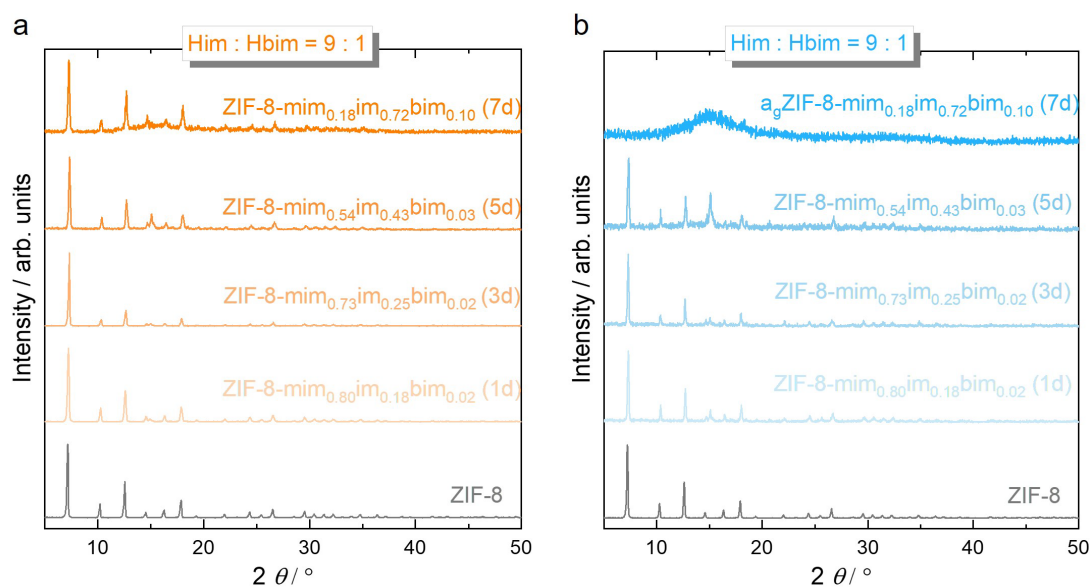 a
Him : Hbim = 9 : 1
ZIF-8-mim0.18im0.72bim0.10 (7d)
ZIF-8-mim0.54im0.43bim0.03 (5d)
ZIF-8-mim0.73im0.25bim0.02 (3d)
ZIF-8-mim0.80im0.18bim0.02 (1d)
ZIF-8
Intensity / arb. units
10 20 30 40 50
2 θ / °
b
Him : Hbim = 9 : 1
agZIF-8-mim0.18im0.72bim0.10 (7d)
ZIF-8-mim0.54im0.43bim0.03 (5d)
ZIF-8-mim0.73im0.25bim0.02 (3d)
ZIF-8-mim0.80im0.18bim0.02 (1d)
ZIF-8
Intensity / arb. units
10 20 30 40 50
2 θ / °